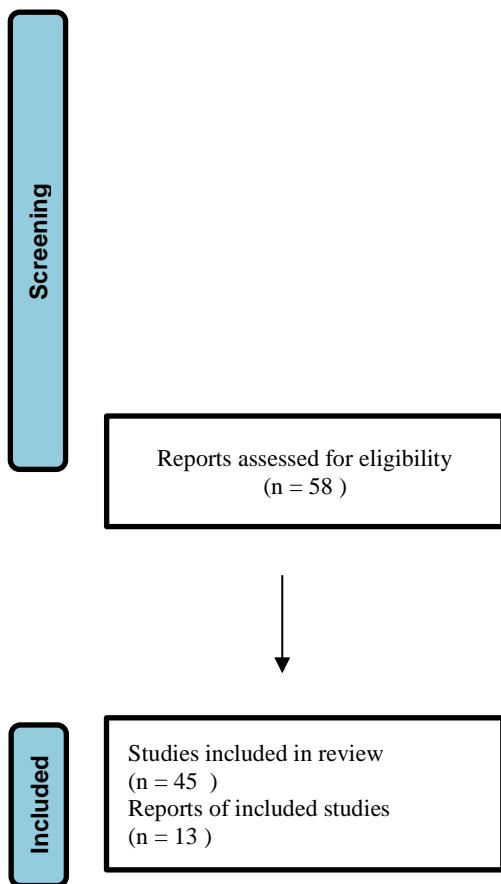 Screening
Reports assessed for eligibility
(n = 58 )
Included
Studies included in review
(n = 45 )
Reports of included studies
(n = 13 )